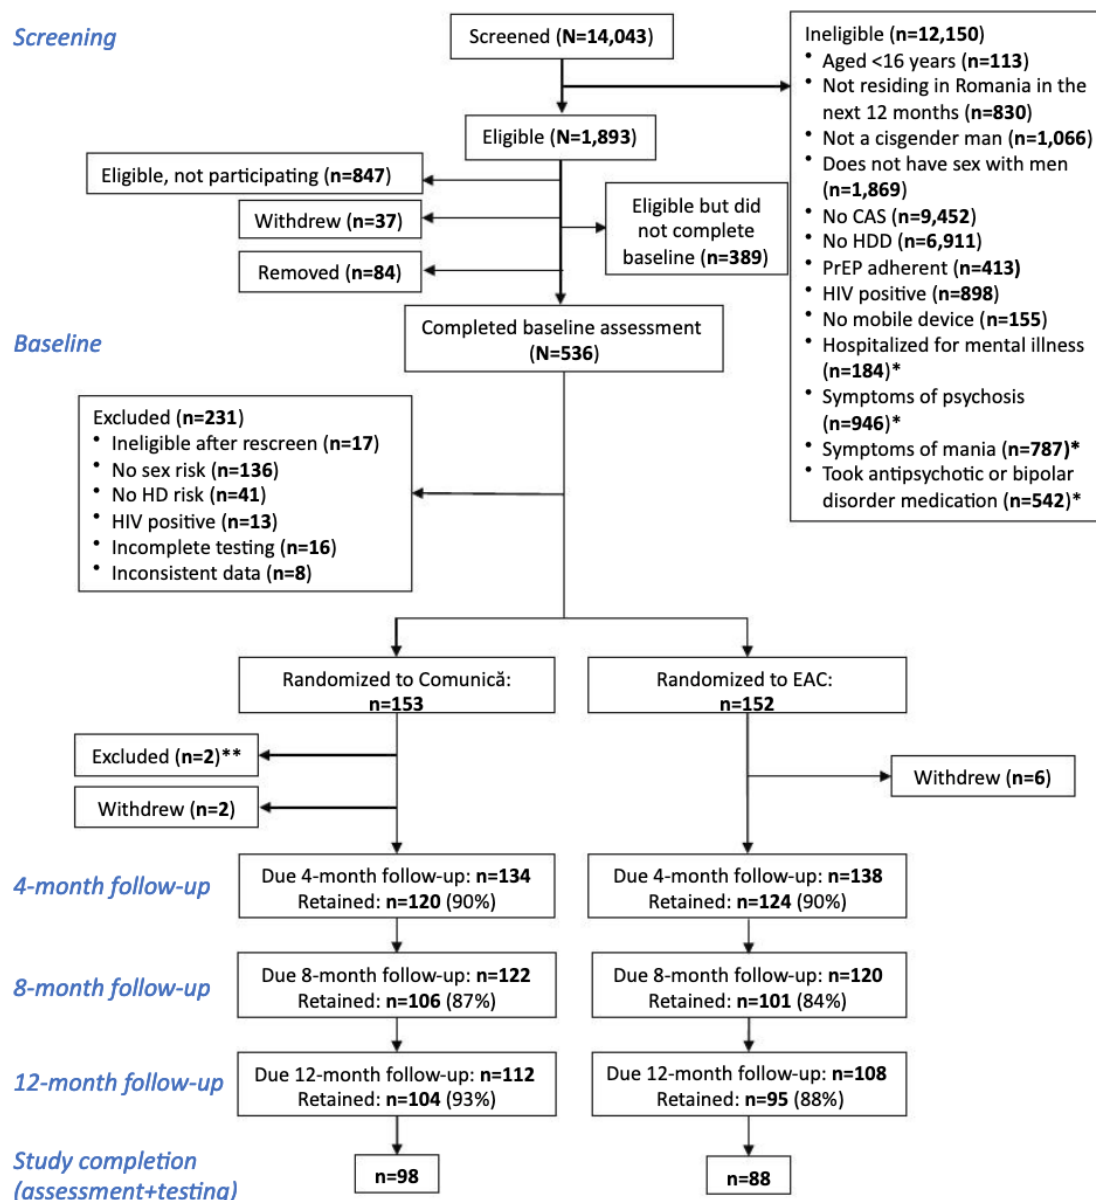 Screening
Screened (N=14,043)
Ineligible (n=12,150)
• Aged <16 years (n=113)
• Not residing in Romania in the
next 12 months (n=830)
• Not a cisgender man (n=1,066)
• Does not have sex with men
(n=1,869)
• No CAS (n=9,452)
• No HDD (n=6,911)
• PrEP adherent (n=413)
• HIV positive (n=898)
• No mobile device (n=155)
• Hospitalized for mental illness
(n=184)*
• Symptoms of psychosis
(n=946)*
• Symptoms of mania (n=787)*
• Took antipsychotic or bipolar
disorder medication (n=542)*
Eligible (N=1,893)
Eligible, not participating (n=847)
Withdrew (n=37)
Removed (n=84)
Eligible but did
not complete
baseline (n=389)
Baseline
Completed baseline assessment
(N=536)
Excluded (n=231)
• Ineligible after rescreen (n=17)
• No sex risk (n=136)
• No HD risk (n=41)
• HIV positive (n=13)
• Incomplete testing (n=16)
• Inconsistent data (n=8)
Randomized to Comunică:
n=153
Randomized to EAC:
n=152
Excluded (n=2)**
Withdrew (n=2)
Withdrew (n=6)
4-month follow-up
Due 4-month follow-up: n=134
Retained: n=120 (90%)
Due 4-month follow-up: n=138
Retained: n=124 (90%)
8-month follow-up
Due 8-month follow-up: n=122
Retained: n=106 (87%)
Due 8-month follow-up: n=120
Retained: n=101 (84%)
12-month follow-up
Due 12-month follow-up: n=112
Retained: n=104 (93%)
Due 12-month follow-up: n=108
Retained: n=95 (88%)
Study completion
(assessment+testing)
n=98
n=88